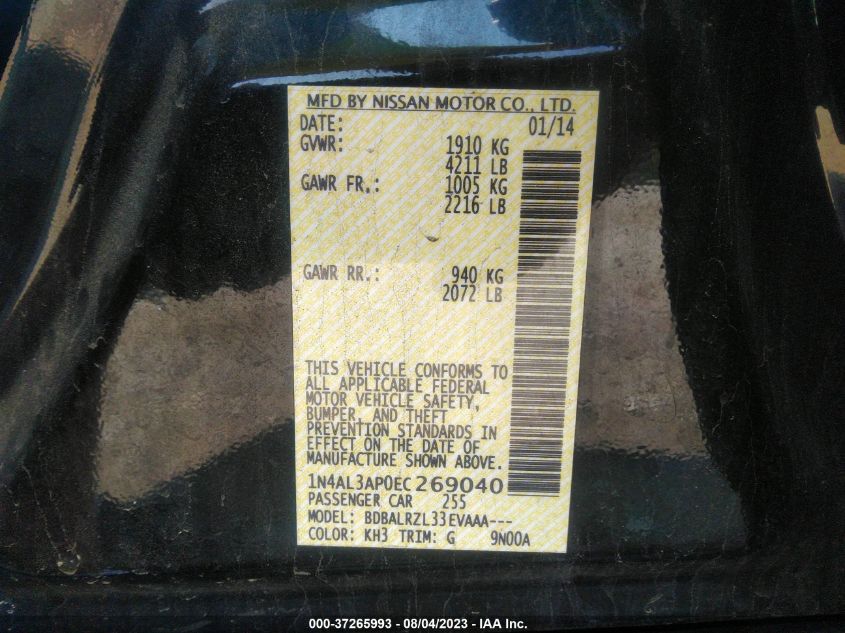 MFD BY NISSAN MOTOR CO., LTD.
DATE: 01/14
GVWR: 1910 KG
4211 LB
GAWR FR.: 1005 KG
2216 LB
GAWR RR.: 940 KG
2072 LB
THIS VEHICLE CONFORMS TO
ALL APPLICABLE FEDERAL
MOTOR VEHICLE SAFETY,
BUMPER, AND THEFT
PREVENTION STANDARDS IN
EFFECT ON THE DATE OF
MANUFACTURE SHOWN ABOVE.
1N4AL3AP0EC269040
PASSENGER CAR 255
MODEL: BDBALRZL33EVAAA---
COLOR: KH3 TRIM: G 9N00A
000-37265993 - 08/04/2023 - IAA Inc.